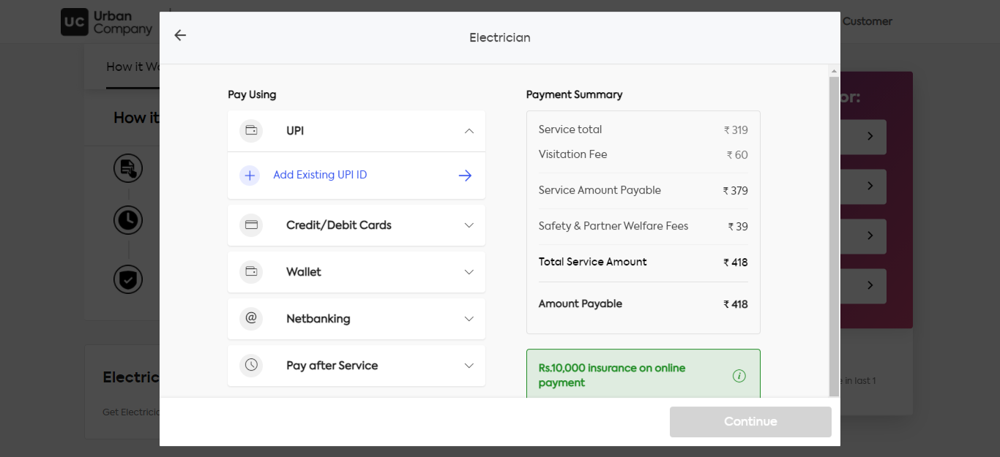 UC
Urban
Company
Customer
Electrician
How it
or:
How it
Pay Using
Payment Summary
UPI
Service total ₹ 319
Visitation Fee ₹ 60
Add Existing UPI ID
Service Amount Payable ₹ 379
Credit/Debit Cards
Safety & Partner Welfare Fees ₹ 39
Total Service Amount ₹ 418
Wallet
Amount Payable ₹ 418
@ Netbanking
Pay after Service
Rs.10,000 insurance on online
payment
i
Electric
e in last 1
Get Electricia
Continue